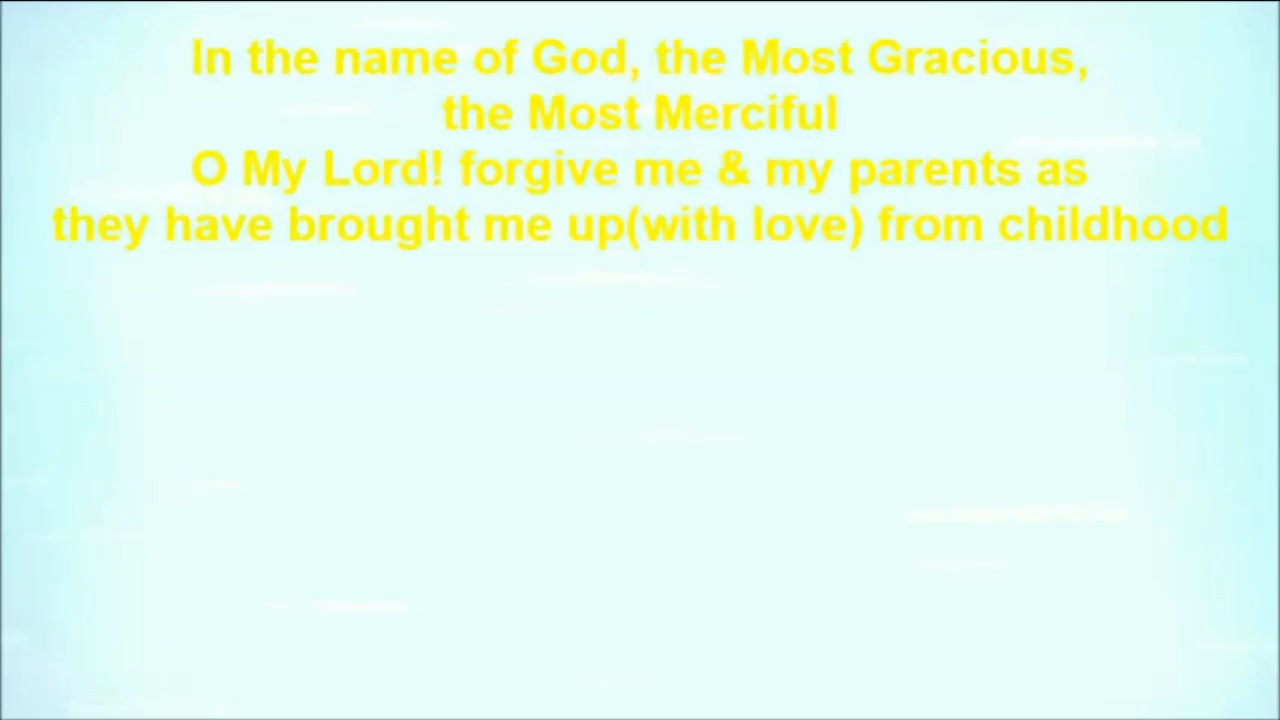 In the name of God, the Most Gracious,
the Most Merciful
O My Lord! forgive me & my parents as
they have brought me up(with love) from childhood